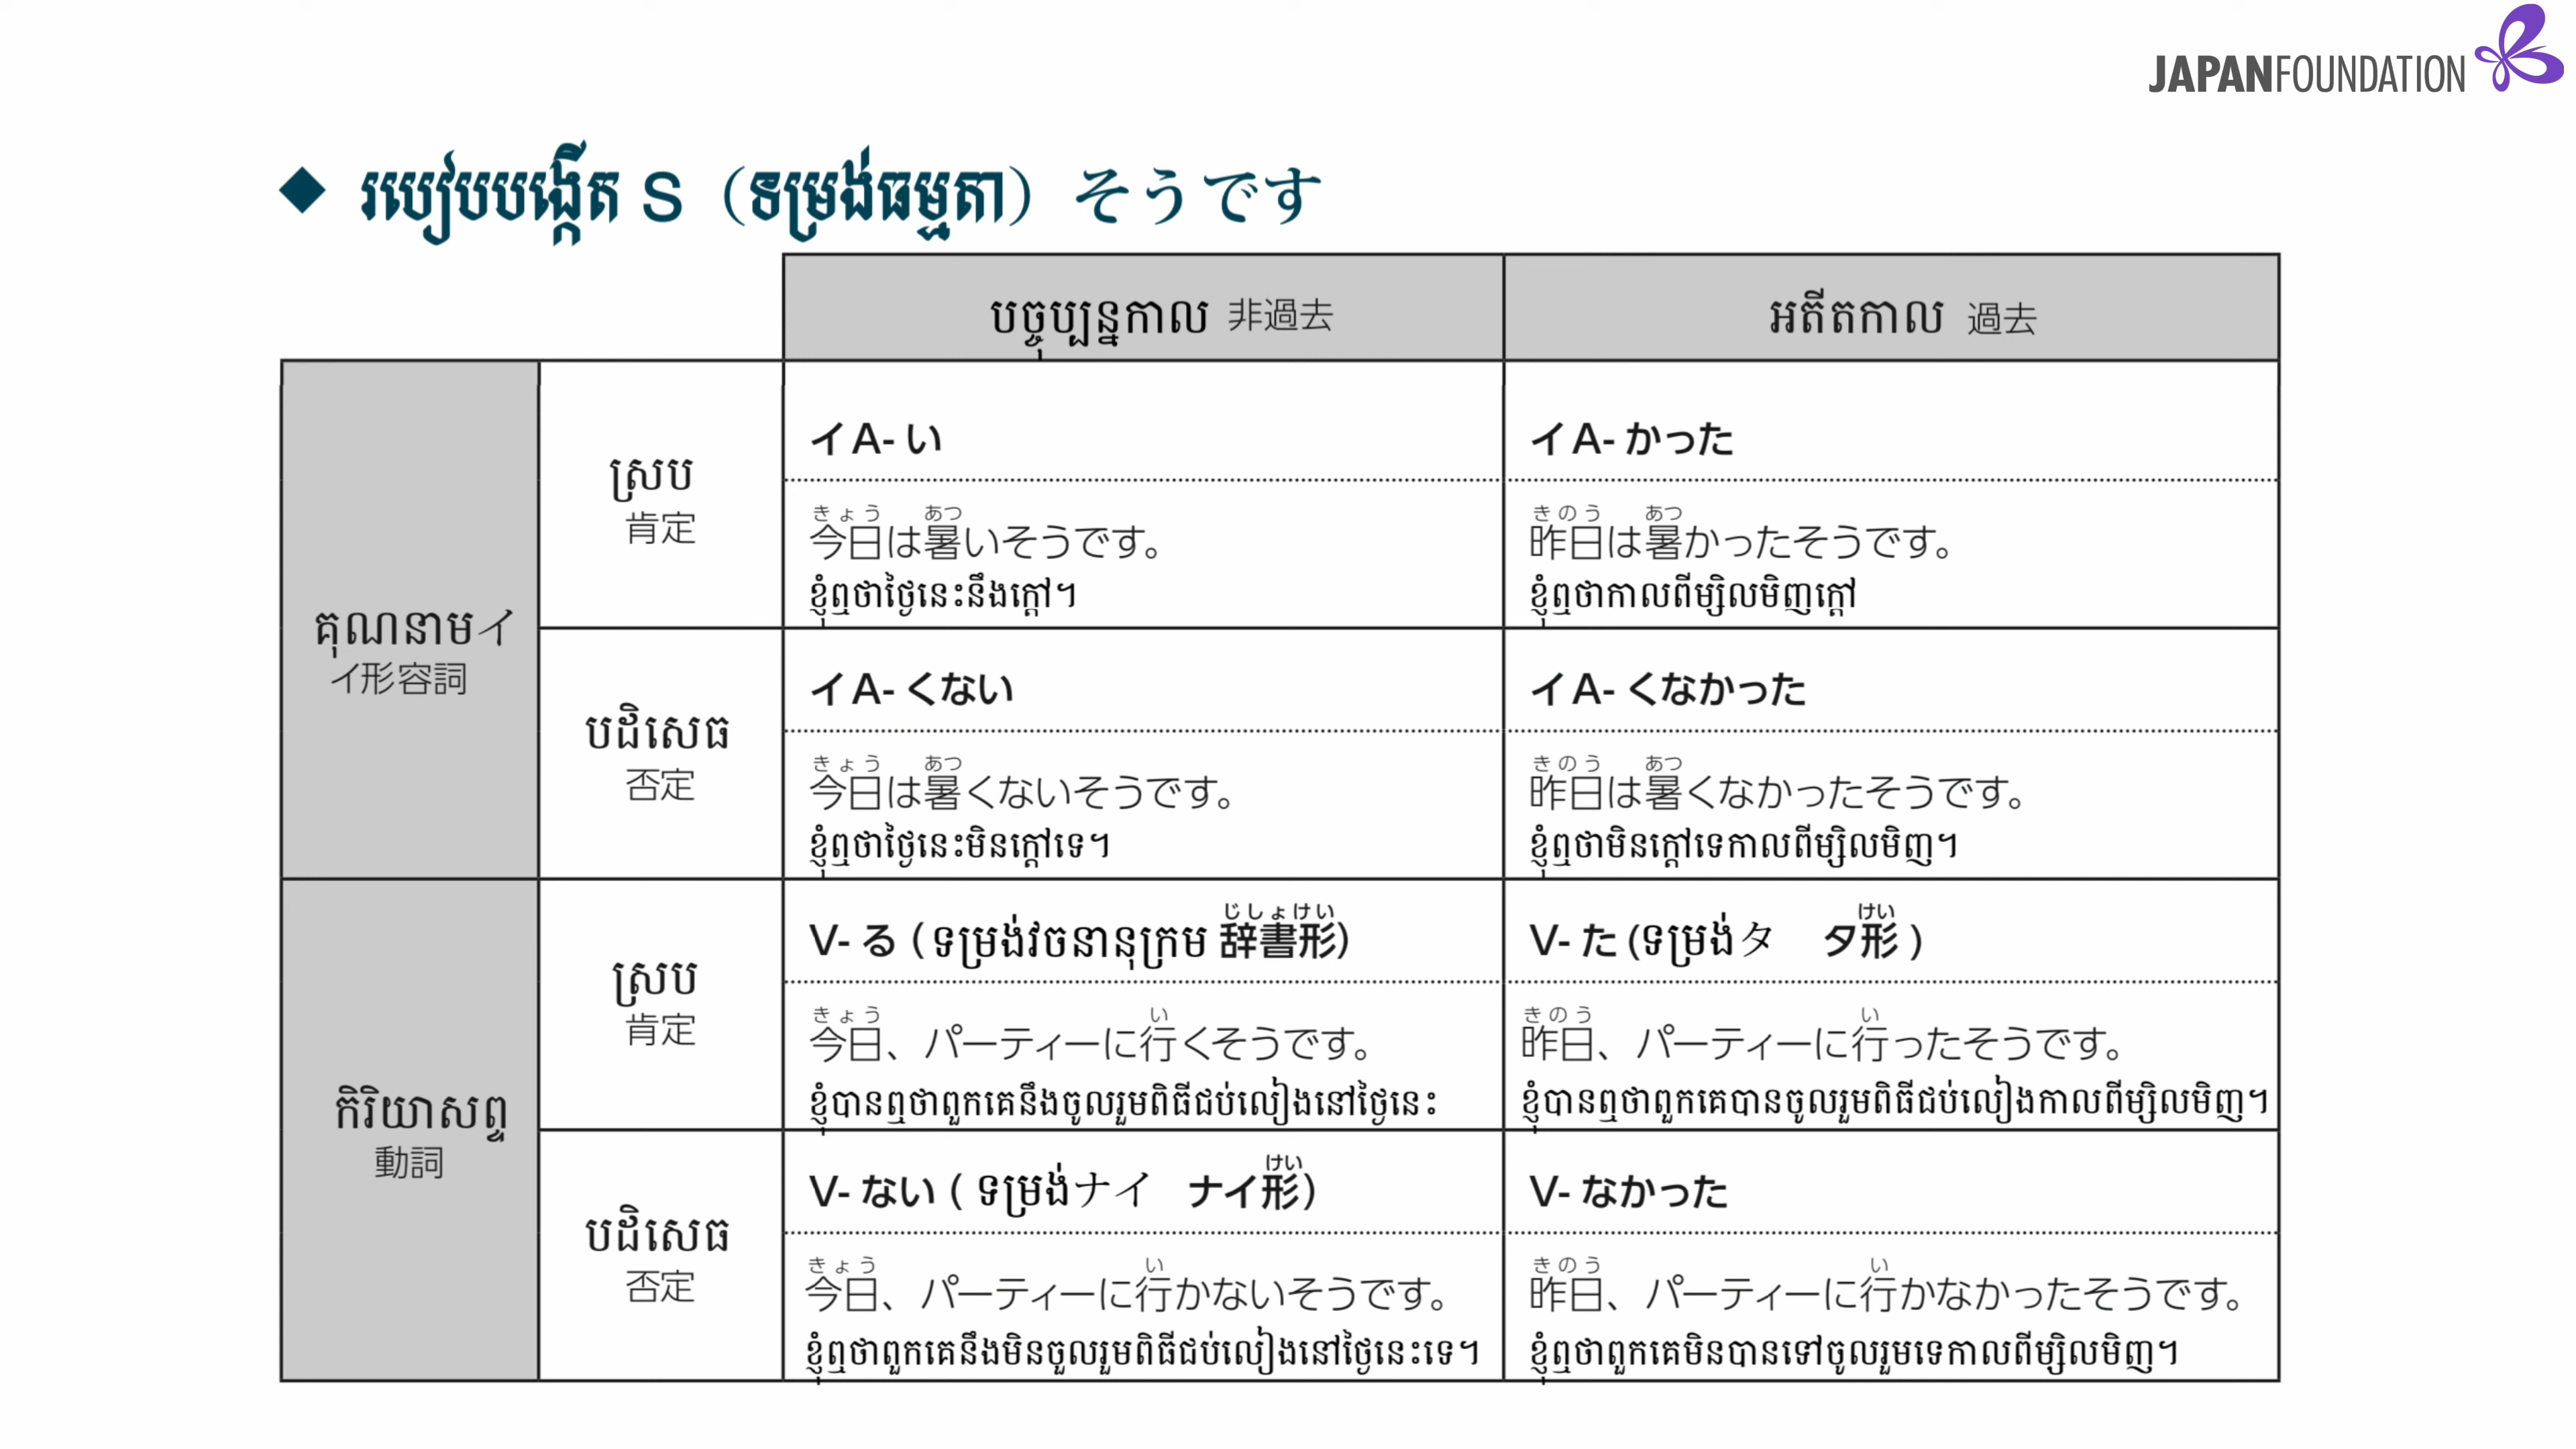 JAPANFOUNDATION
◆ របៀបបង្កើត S（ទម្រង់ធម្មតា）そうです
បច្ចុប្បន្នកាល 非過去
អតីតកាល 過去
គុណនាមイ
イ形容詞
ស្រប
肯定
イA-い
イA-かった
きょう あつ
今日は暑いそうです。
ខ្ញុំឮថាថ្ងៃនេះនឹងក្តៅ។
きのう あつ
昨日は暑かったそうです。
ខ្ញុំឮថាកាលពីម្សិលមិញក្តៅ
បដិសេធ
否定
イA-くない
イA-くなかった
きょう あつ
今日は暑くないそうです。
ខ្ញុំឮថាថ្ងៃនេះមិនក្តៅទេ។
きのう あつ
昨日は暑くなかったそうです。
ខ្ញុំឮថាមិនក្តៅទេកាលពីម្សិលមិញ។
កិរិយាសព្ទ
動詞
ស្រប
肯定
じしょけい
V-る (ទម្រង់វចនានុក្រម 辞書形)
けい
V-た (ទម្រង់タ タ形)
きょう い
今日、パーティーに行くそうです。
ខ្ញុំបានឮថាពួកគេនឹងចូលរួមពិធីជប់លៀងនៅថ្ងៃនេះ
きのう い
昨日、パーティーに行ったそうです。
ខ្ញុំបានឮថាពួកគេបានចូលរួមពិធីជប់លៀងកាលពីម្សិលមិញ។
បដិសេធ
否定
けい
V-ない ( ទម្រង់ナイ ナイ形)
V-なかった
きょう い
今日、パーティーに行かないそうです。
ខ្ញុំឮថាពួកគេនឹងមិនចួលរួមពិធីជប់លៀងនៅថ្ងៃនេះទេ។
きのう い
昨日、パーティーに行かなかったそうです。
ខ្ញុំឮថាពួកគេមិនបានទៅចូលរួមទេកាលពីម្សិលមិញ។